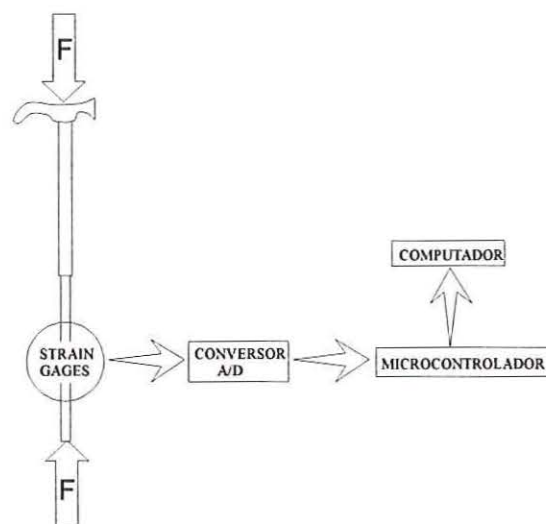 F
COMPUTADOR
STRAIN
GAGES
CONVERSOR
A/D
MICROCONTROLADOR
F